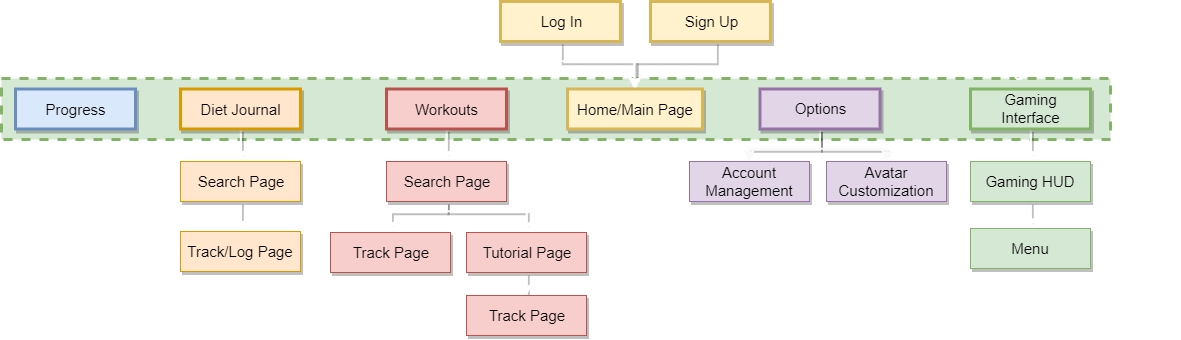 Log In
Sign Up
Progress
Diet Journal
Workouts
Home/Main Page
Options
Gaming
Interface
Search Page
Search Page
Account
Management
Avatar
Customization
Gaming HUD
Track/Log Page
Track Page
Tutorial Page
Menu
Track Page